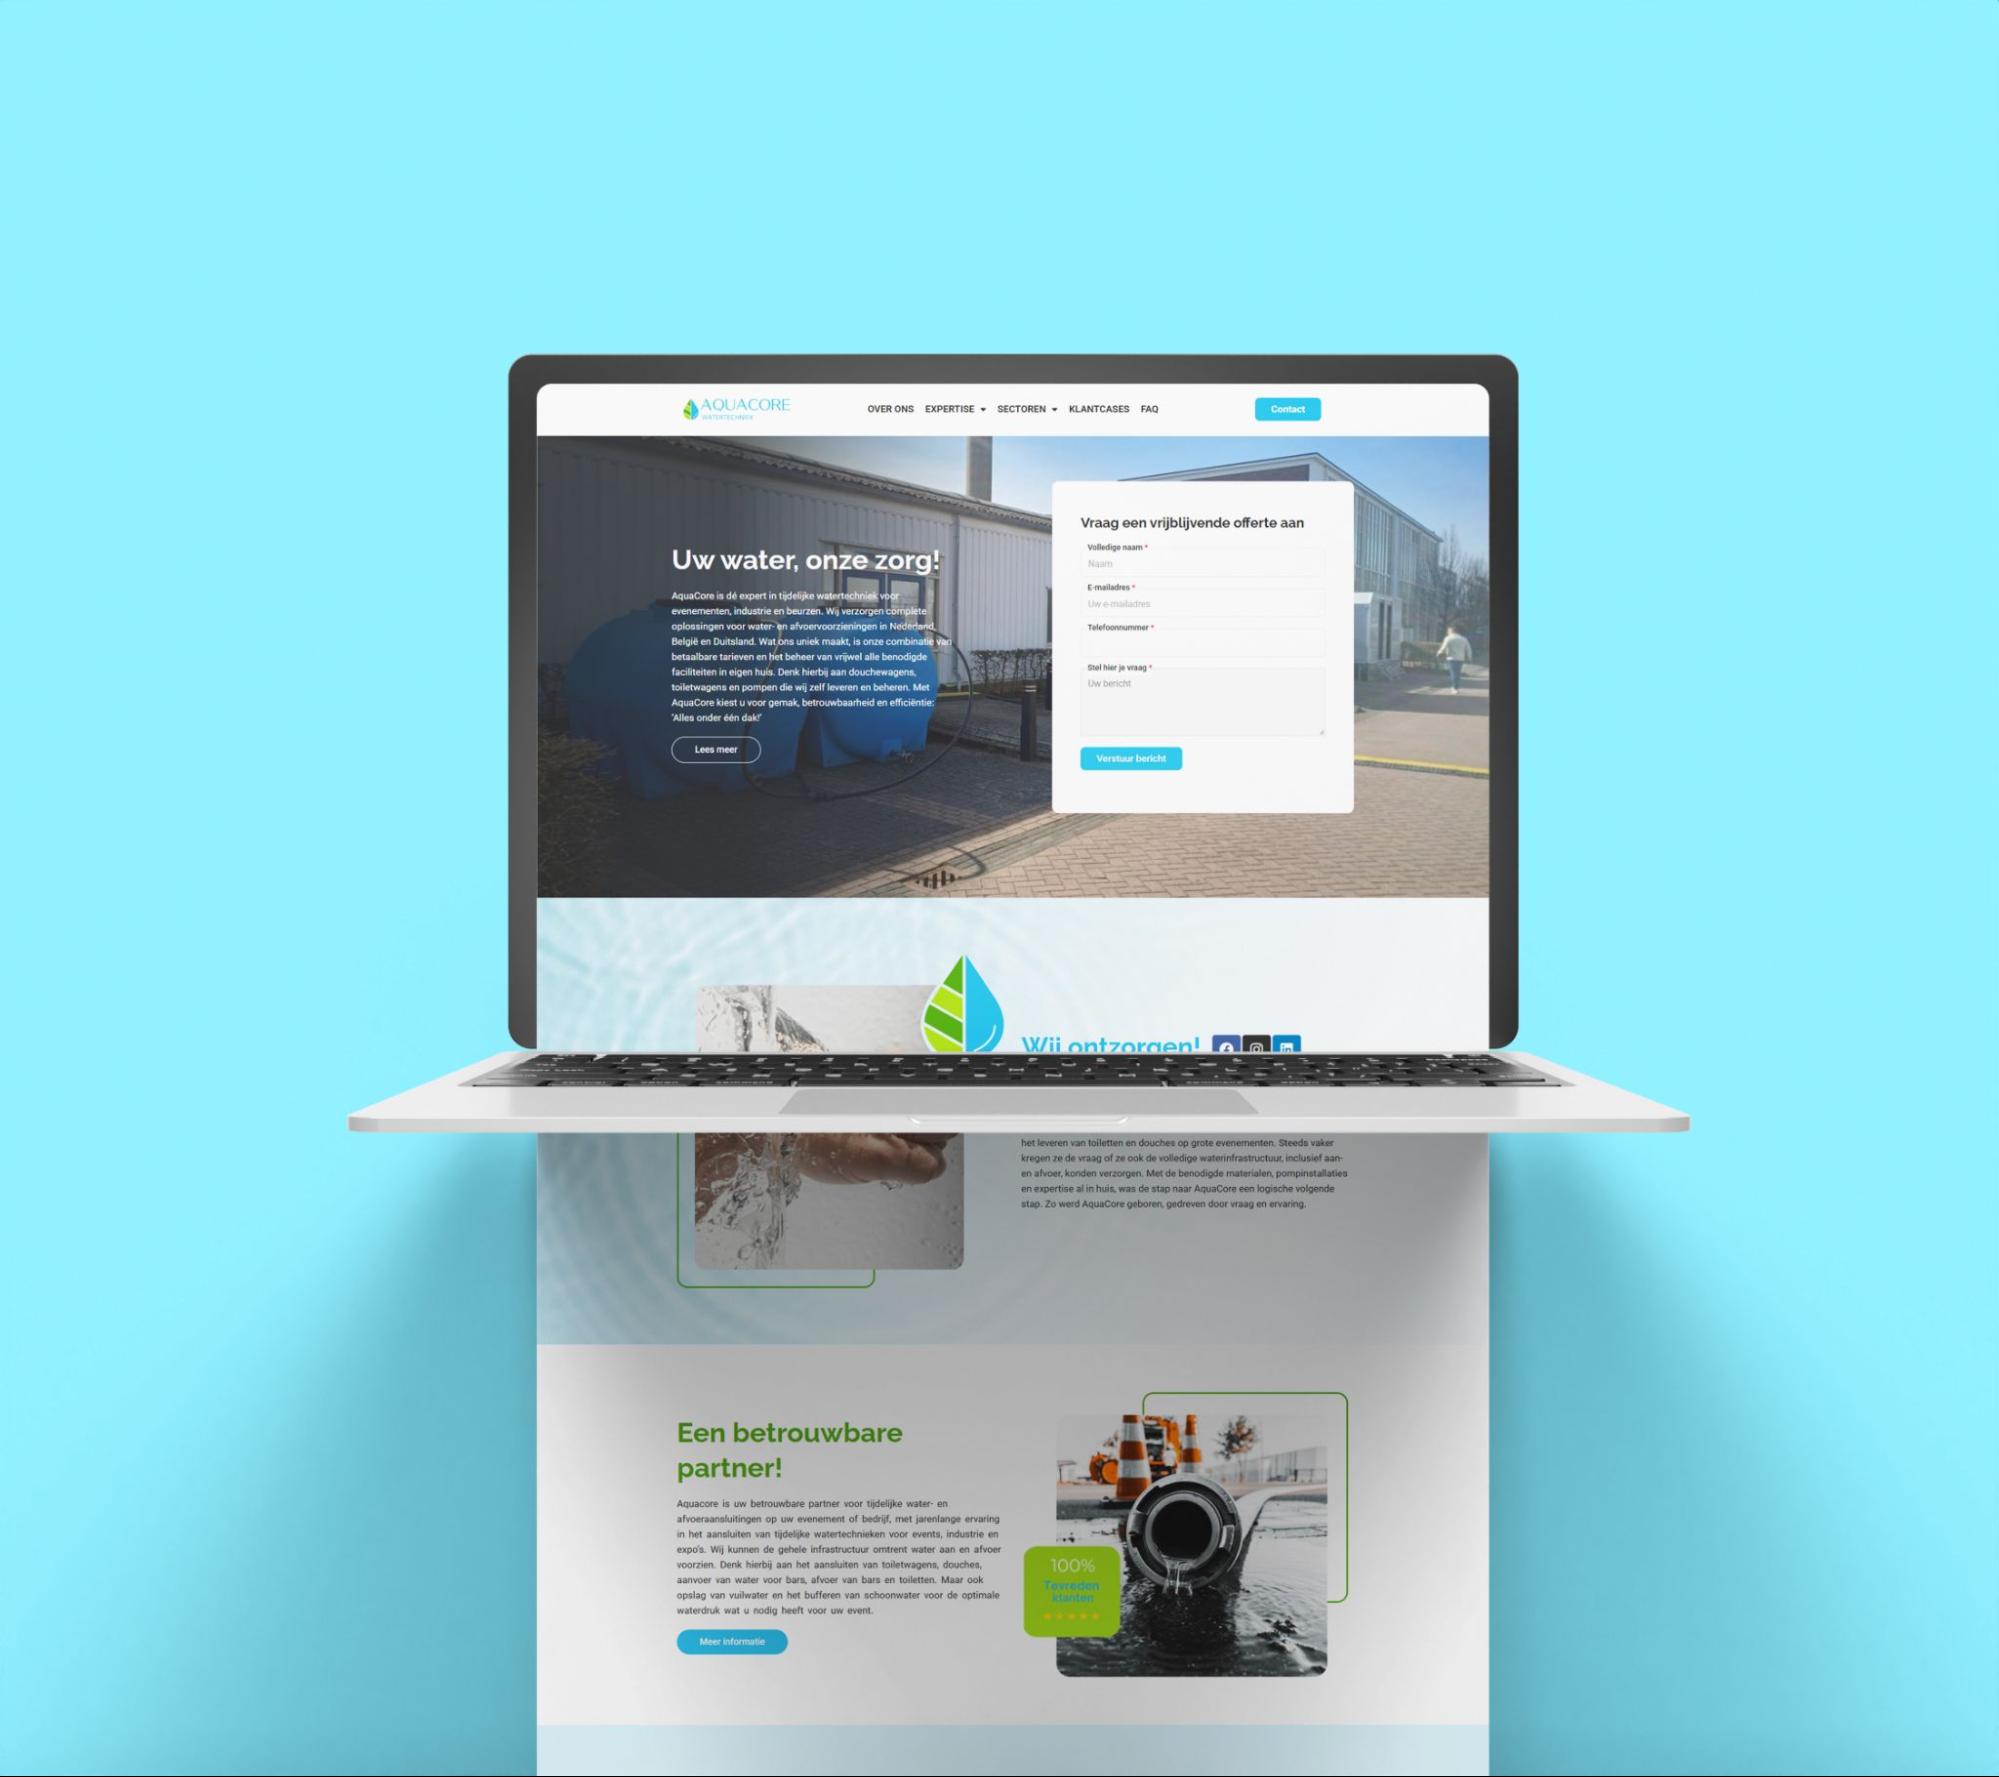 AQUACORE
WATERTECHNIEK
OVER ONS EXPERTISE SECTOREN KLANTCASES FAQ
Contact
Uw water, onze zorg!
AquaCore is dé expert in tijdelijke watertechniek voor
evenementen, industrie en beurzen. Wij verzorgen complete
oplossingen voor water- en afvoervoorzieningen in Nederland,
België en Duitsland. Wat ons uniek maakt, is onze combinatie van
betaalbare tarieven en het beheer van vrijwel alle benodigde
faciliteiten in eigen huis. Denk hierbij aan douchewagens,
toiletwagens en pompen die wij zelf leveren en beheren. Met
AquaCore kiest u voor gemak, betrouwbaarheid en efficiëntie:
'Alles onder één dak!'
Lees meer
Vraag een vrijblijvende offerte aan
Volledige naam *
Naam
E-mailadres *
Uw e-mailadres
Telefoonnummer *
Stel hier je vraag *
Uw bericht
Verstuur bericht
Wij ontzorgen!
het leveren van toiletten en douches op grote evenementen. Steeds vaker
kregen ze de vraag of ze ook de volledige waterinfrastructuur, inclusief aan-
en afvoer, konden verzorgen. Met de benodigde materialen, pompinstallaties
en expertise al in huis, was de stap naar AquaCore een logische volgende
stap. Zo werd AquaCore geboren, gedreven door vraag en ervaring.
Een betrouwbare
partner!
Aquacore is uw betrouwbare partner voor tijdelijke water- en
afvoeraansluitingen op uw evenement of bedrijf, met jarenlange ervaring
in het aansluiten van tijdelijke watertechnieken voor events, industrie en
expo's. Wij kunnen de gehele infrastructuur omtrent water aan en afvoer
voorzien. Denk hierbij aan het aansluiten van toiletwagens, douches,
aanvoer van water voor bars, afvoer van bars en toiletten. Maar ook
opslag van vuilwater en het bufferen van schoonwater voor de optimale
waterdruk wat u nodig heeft voor uw event.
Meer informatie
100%
Tevreden
klanten